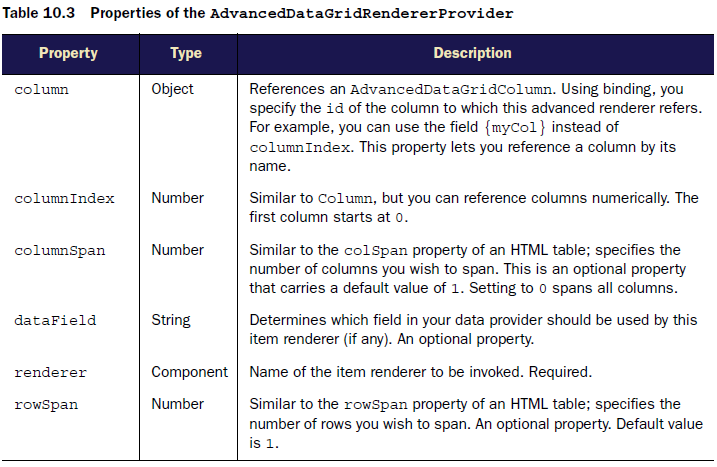 Table 10.3 Properties of the AdvancedDataGridRendererProvider
Property Type Description
column Object References an AdvancedDataGridColumn. Using binding, you
specify the id of the column to which this advanced renderer refers.
For example, you can use the field {myCol} instead of
columnIndex. This property lets you reference a column by its
name.
columnIndex Number Similar to Column, but you can reference columns numerically. The
first column starts at 0.
columnSpan Number Similar to the colSpan property of an HTML table; specifies the
number of columns you wish to span. This is an optional property
that carries a default value of 1. Setting to 0 spans all columns.
dataField String Determines which field in your data provider should be used by this
item renderer (if any). An optional property.
renderer Component Name of the item renderer to be invoked. Required.
rowSpan Number Similar to the rowSpan property of an HTML table; specifies the
number of rows you wish to span. An optional property. Default value
is 1.